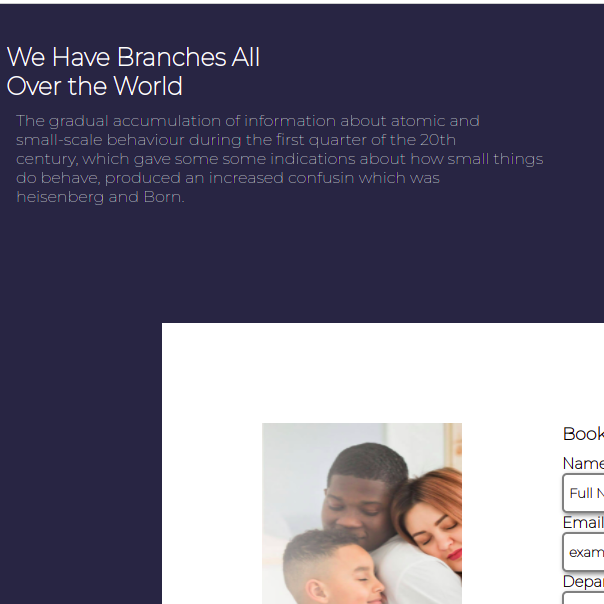 We Have Branches All
Over the World
The gradual accumulation of information about atomic and
small-scale behaviour during the first quarter of the 20th
century, which gave some some indications about how small things
do behave, produced an increased confusin which was
heisenberg and Born.
Book
Name
Full N
Email
exam
Depar